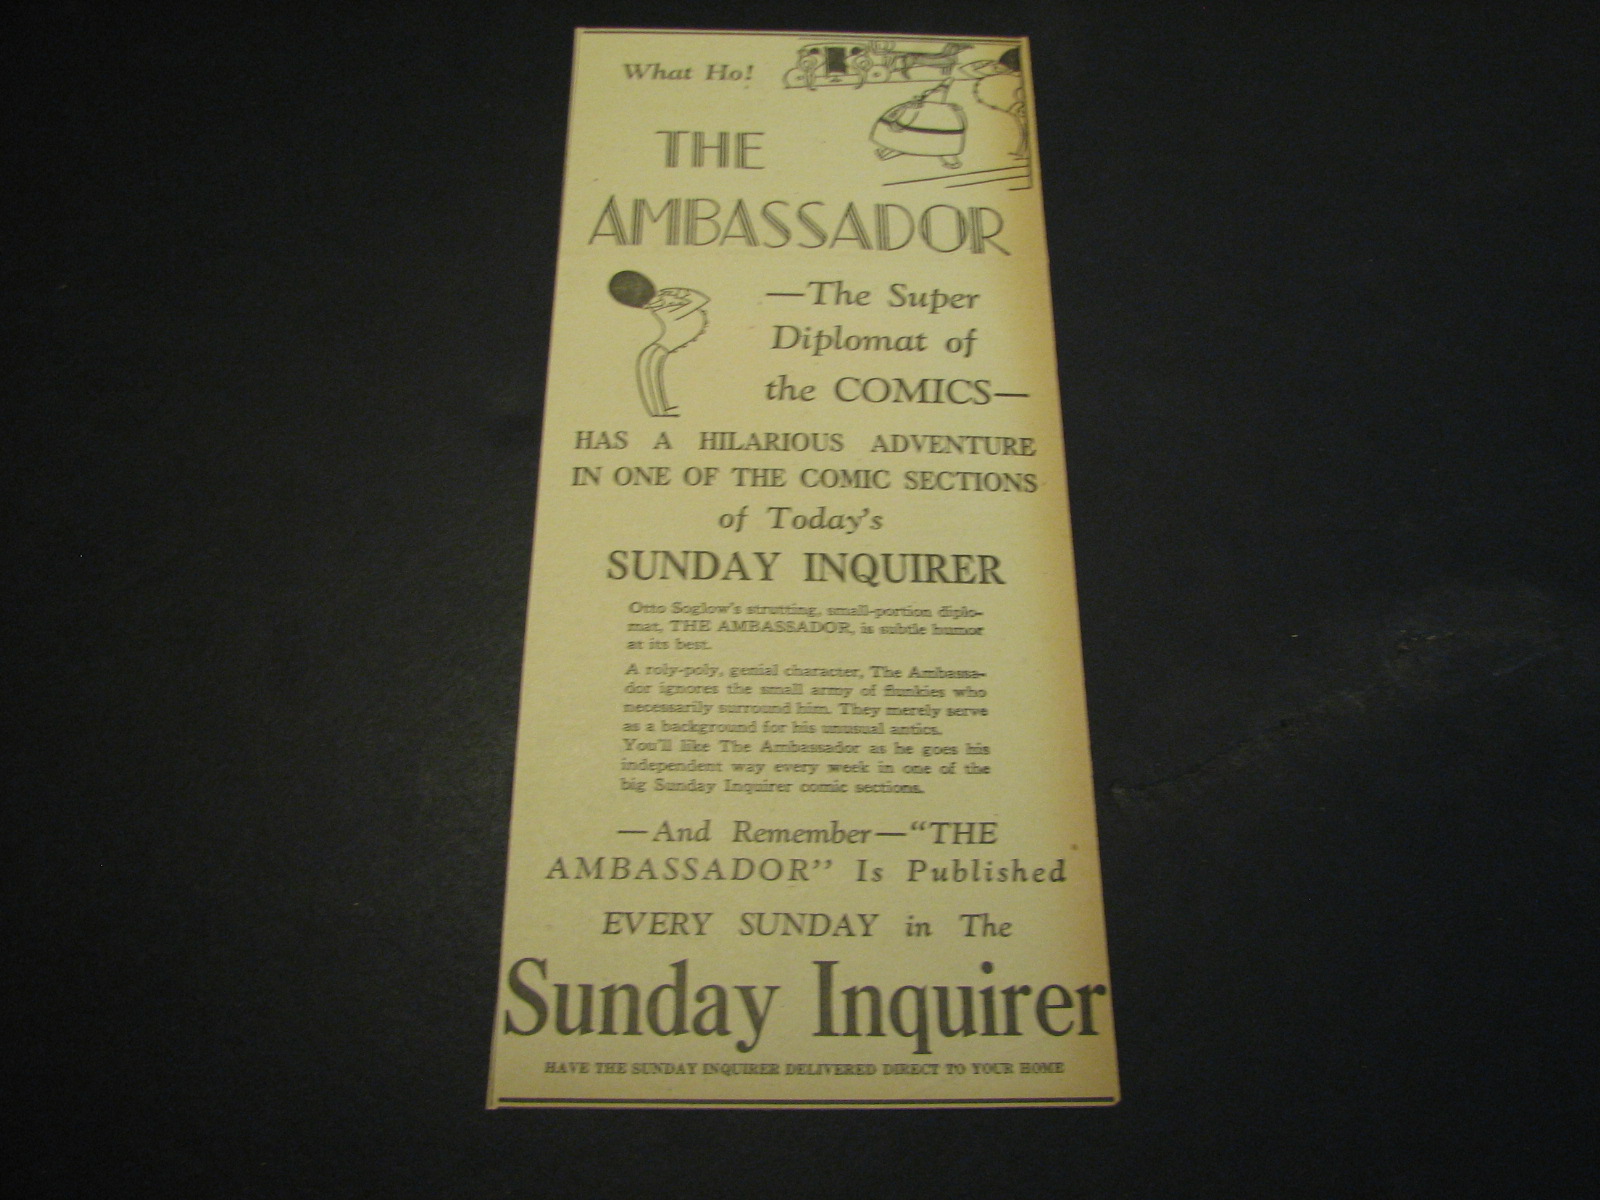 What Ho!
THE
AMBASSADOR
—The Super
Diplomat of
the COMICS—
HAS A HILARIOUS ADVENTURE
IN ONE OF THE COMIC SECTIONS
of Today's
SUNDAY INQUIRER
Otto Soglow's strutting, small-portion diplo-
mat, THE AMBASSADOR, is subtle humor
at its best.
A roly-poly, genial character, The Ambassa-
dor ignores the small army of flunkies who
necessarily surround him. They merely serve
as a background for his unusual antics.
You'll like The Ambassador as he goes his
independent way every week in one of the
big Sunday Inquirer comic sections.
—And Remember—"THE
AMBASSADOR" Is Published
EVERY SUNDAY in The
Sunday Inquirer
HAVE THE SUNDAY INQUIRER DELIVERED DIRECT TO YOUR HOME